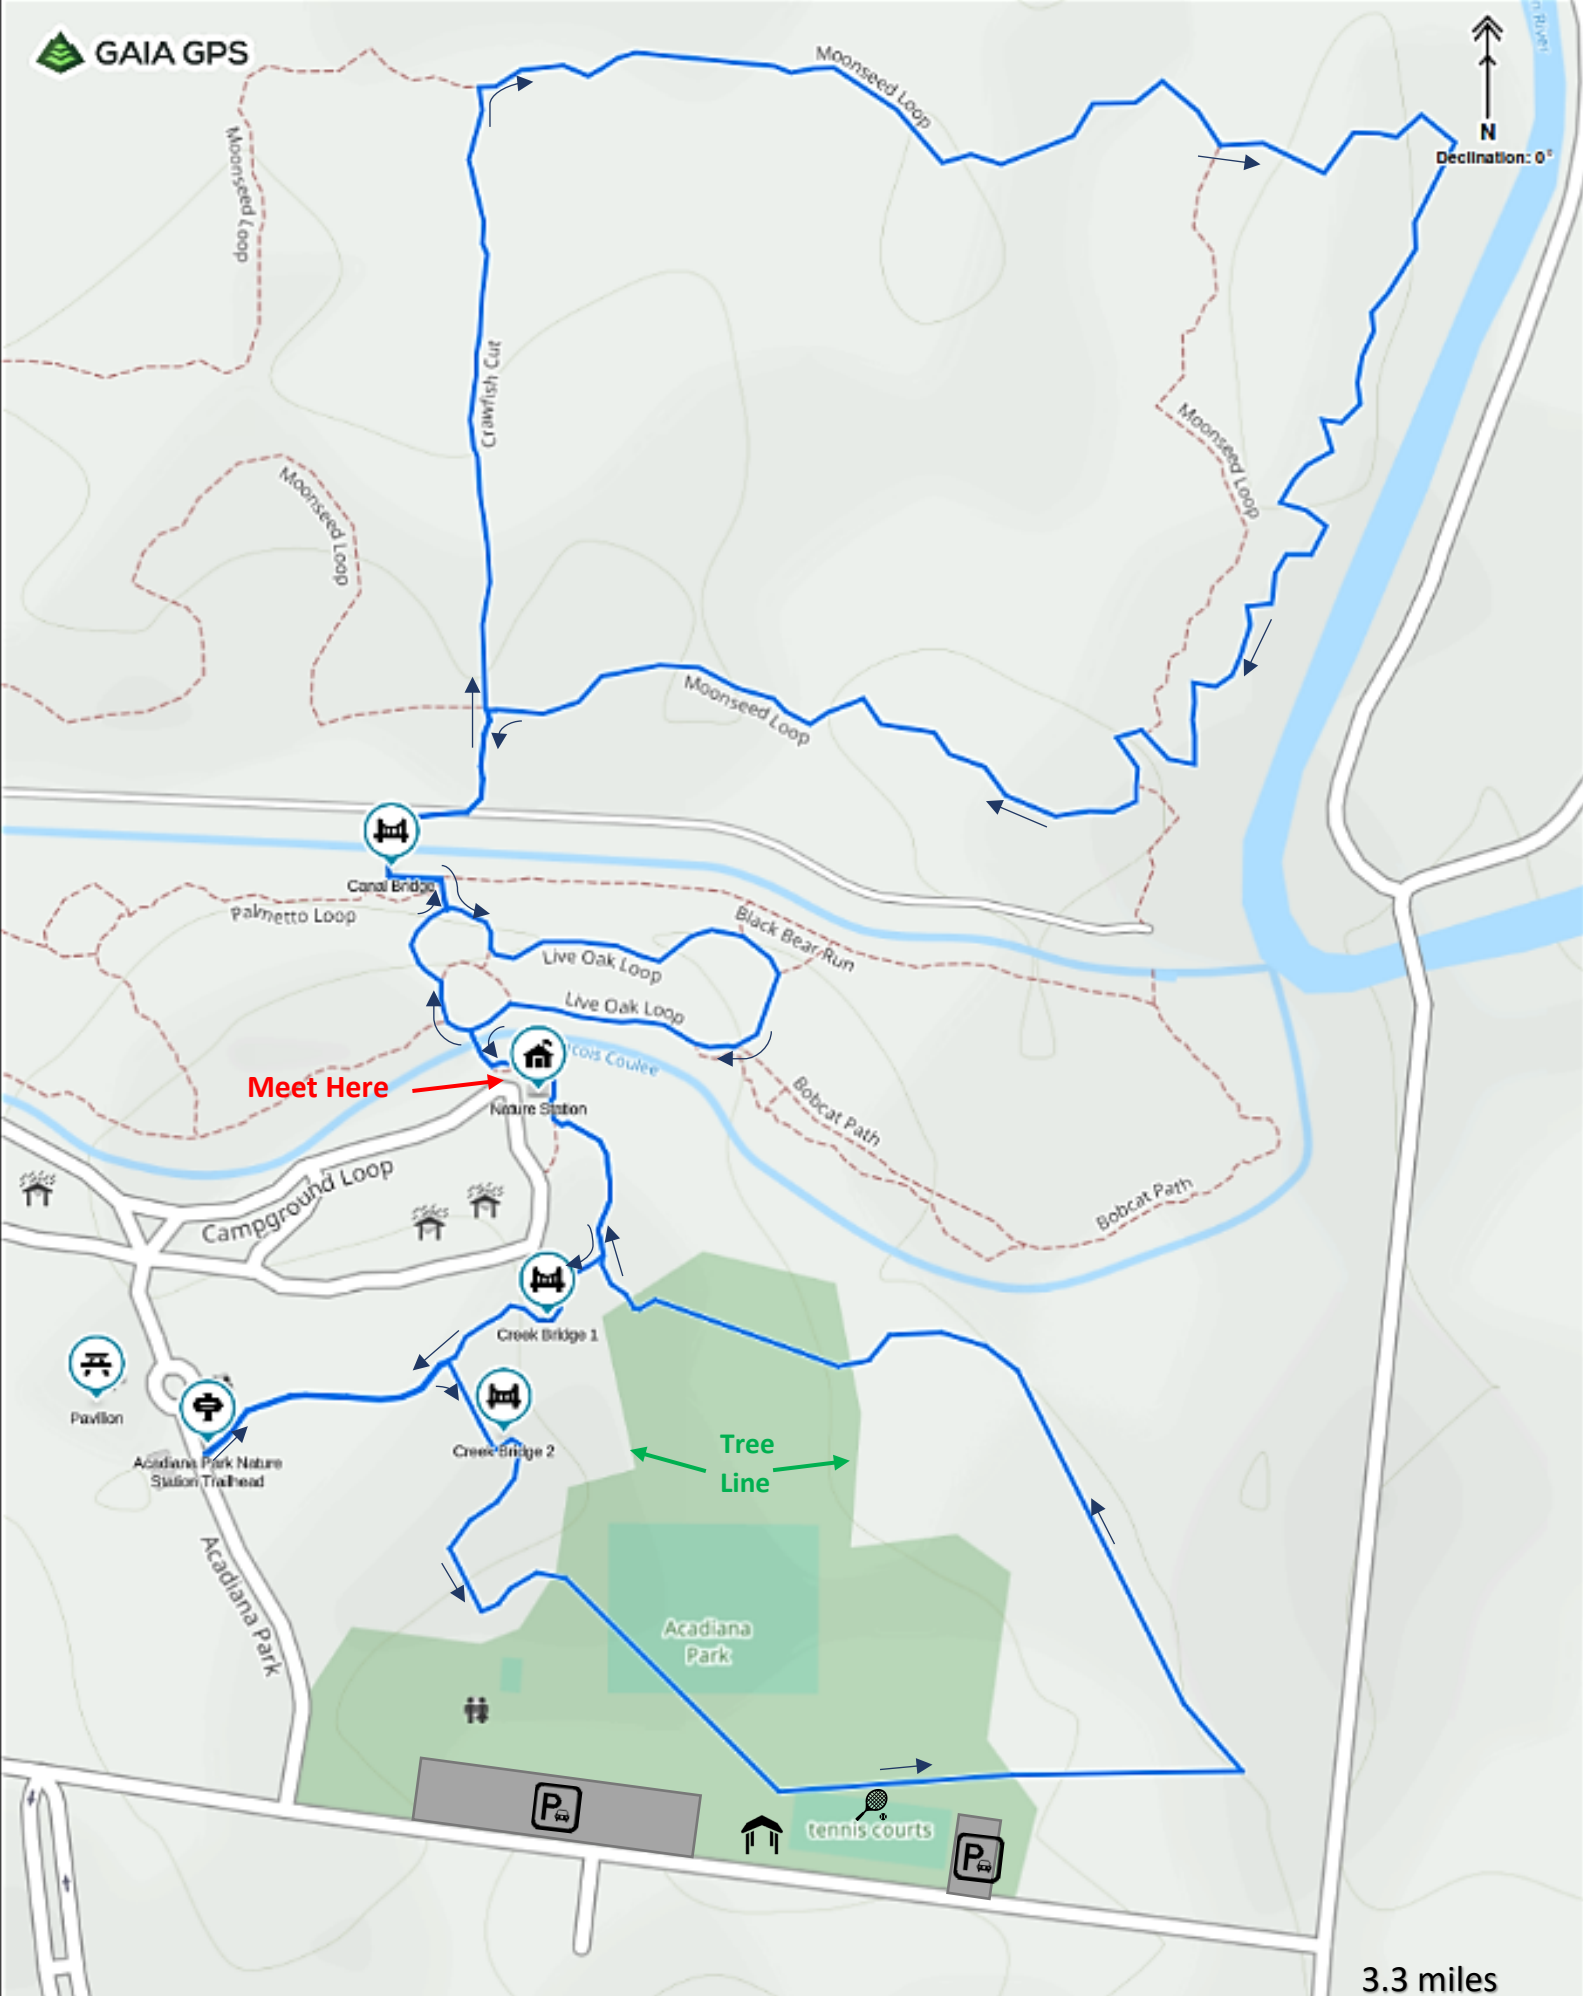 GAIA GPS
Moonseed Loop
n River
N
Declination: 0°
Moonseed Loop
Crawfish Cut
Moonseed Loop
Moonseed Loop
Moonseed Loop
Canal Bridge
Palmetto Loop
Black Bear Run
Live Oak Loop
Live Oak Loop
cois Coulee
Meet Here
Nature Station
Bobcat Path
Bobcat Path
Campground Loop
Creek Bridge 1
Pavilion
Creek Bridge 2
Acadiana Park Nature
Station Trailhead
Tree
Line
Acadiana Park
Acadiana
Park
P
tennis courts
P
3.3 miles